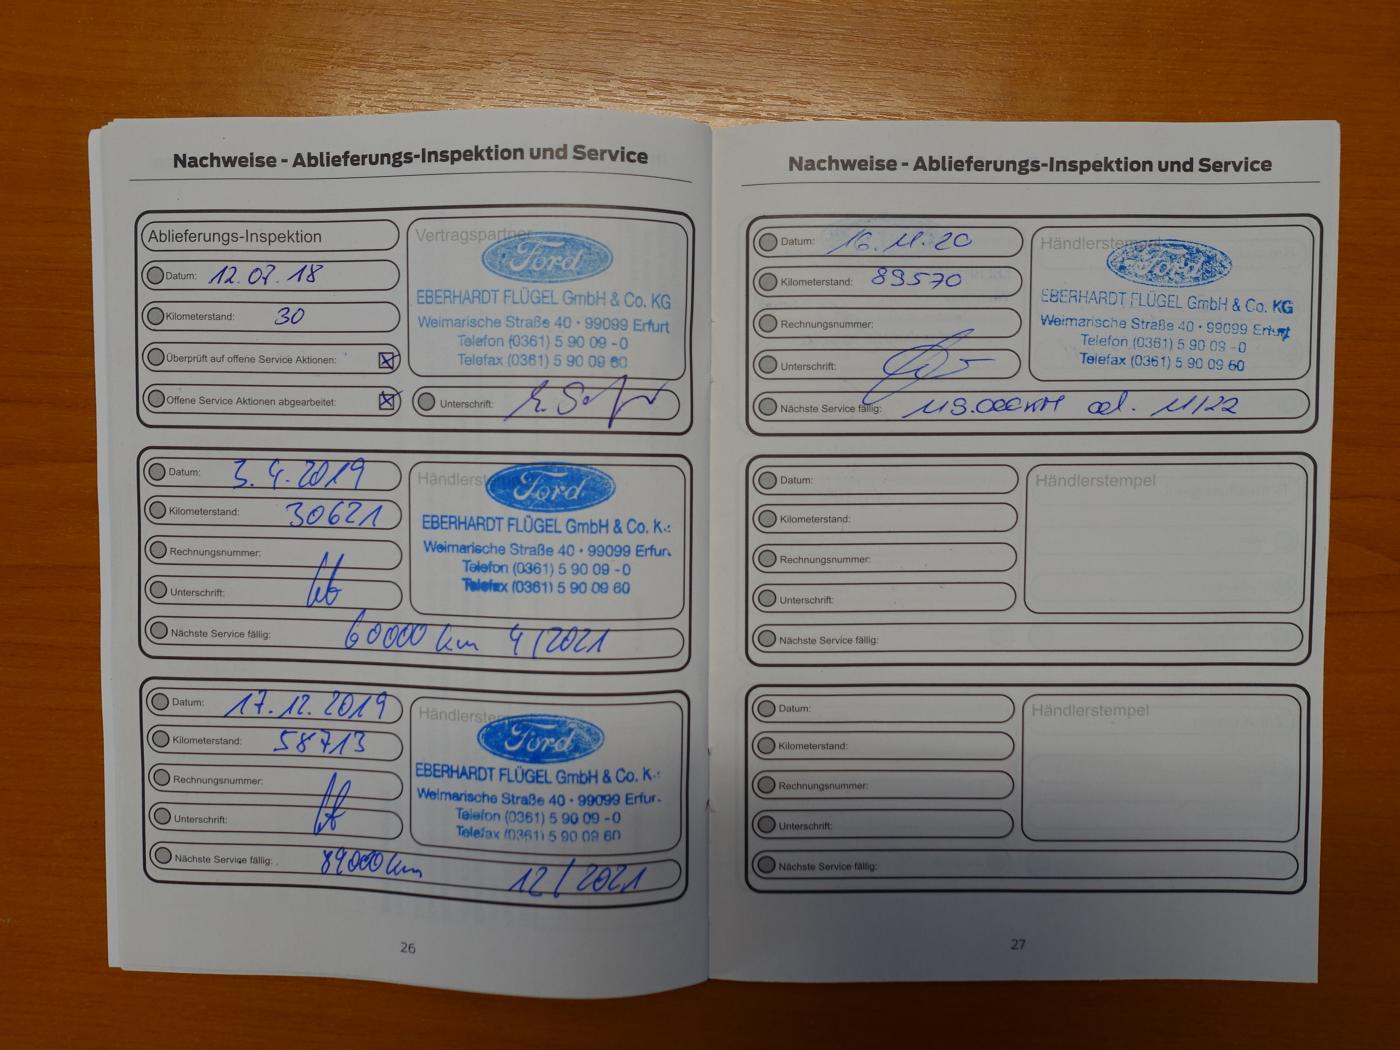 Nachweise - Ablieferungs-Inspektion und Service
Ablieferungs-Inspektion
Datum: 12.07.18
Kilometerstand: 30
Überprüft auf offene Service Aktionen: ☒
Offene Service Aktionen abgearbeitet: ☒
Vertragspartner
Ford
EBERHARDT FLÜGEL GmbH & Co. KG
Weimarische Straße 40 · 99099 Erfurt
Telefon (0361) 5 90 09 - 0
Telefax (0361) 5 90 09 60
Unterschrift:
Datum: 3.4.2019
Kilometerstand: 30621
Rechnungsnummer:
Unterschrift:
Händlerst
Ford
EBERHARDT FLÜGEL GmbH & Co. K
Weimarische Straße 40 · 99099 Erfur
Telefon (0361) 5 90 09 - 0
Telefax (0361) 5 90 09 60
Nächste Service fällig: 60000 km 4/2021
Datum: 17.12.2019
Kilometerstand: 58713
Rechnungsnummer:
Unterschrift:
Händlerste
Ford
EBERHARDT FLÜGEL GmbH & Co. K
Weimarische Straße 40 · 99099 Erfur
Telefon (0361) 5 90 09 - 0
Telefax (0361) 5 90 09 60
Nächste Service fällig: 89000 km 12/2021
26
Nachweise - Ablieferungs-Inspektion und Service
Datum: 16.11.20
Kilometerstand: 89570
Rechnungsnummer:
Unterschrift:
Händlerstempel
Ford
EBERHARDT FLÜGEL GmbH & Co. KG
Weimarische Straße 40 · 99099 Erfurt
Telefon (0361) 5 90 09 - 0
Telefax (0361) 5 90 09 60
Nächste Service fällig: 119.000KM od. 11/22
Datum:
Kilometerstand:
Rechnungsnummer:
Unterschrift:
Händlerstempel
Nächste Service fällig:
Datum:
Kilometerstand:
Rechnungsnummer:
Unterschrift:
Händlerstempel
Nächste Service fällig:
27